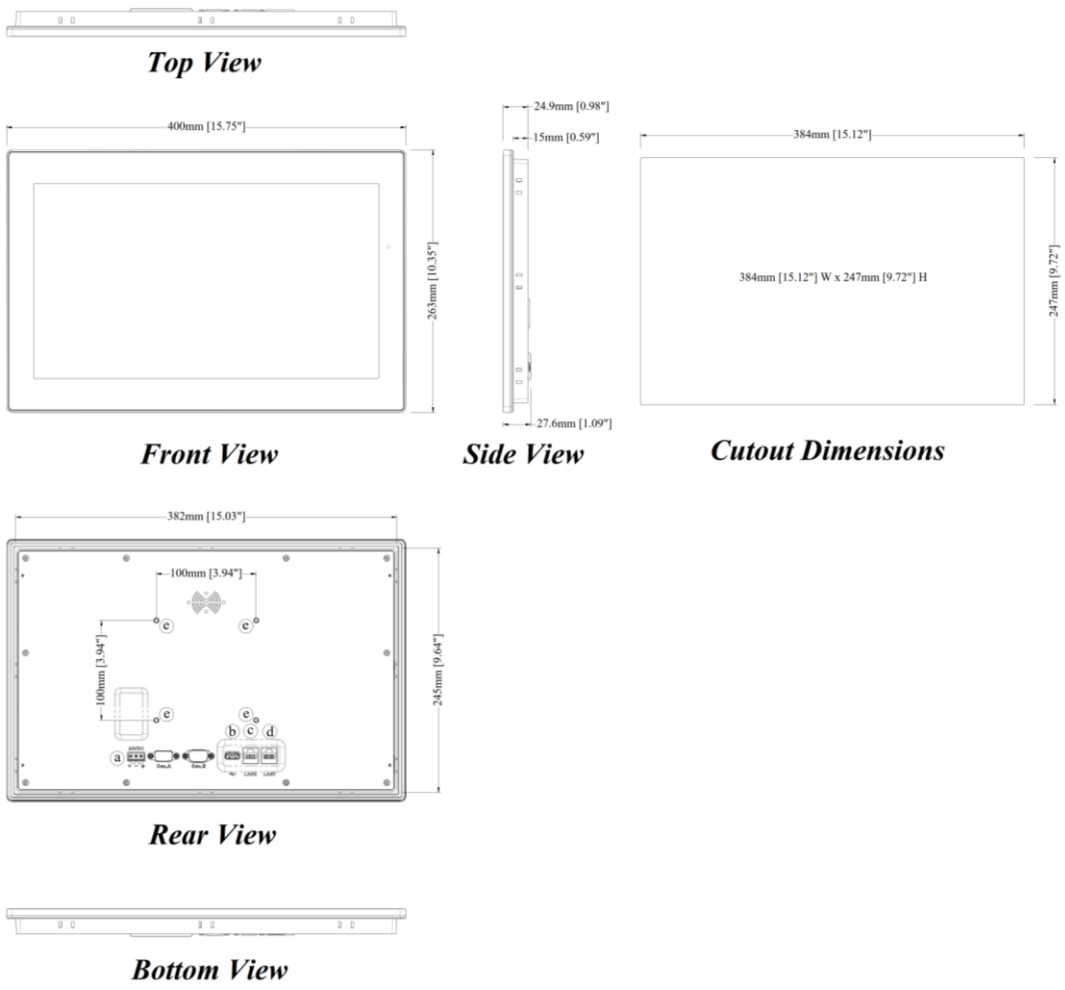 Top View
400mm [15.75"]
263mm [10.35"]
Front View
24.9mm [0.98"]
15mm [0.59"]
27.6mm [1.09"]
Side View
384mm [15.12"]
384mm [15.12"] W x 247mm [9.72"] H
247mm [9.72"]
Cutout Dimensions
382mm [15.03"]
100mm [3.94"]
e e
100mm [3.94"]
245mm [9.64"]
e e
b c d
a
Com.A Com.B
Rear View
Bottom View